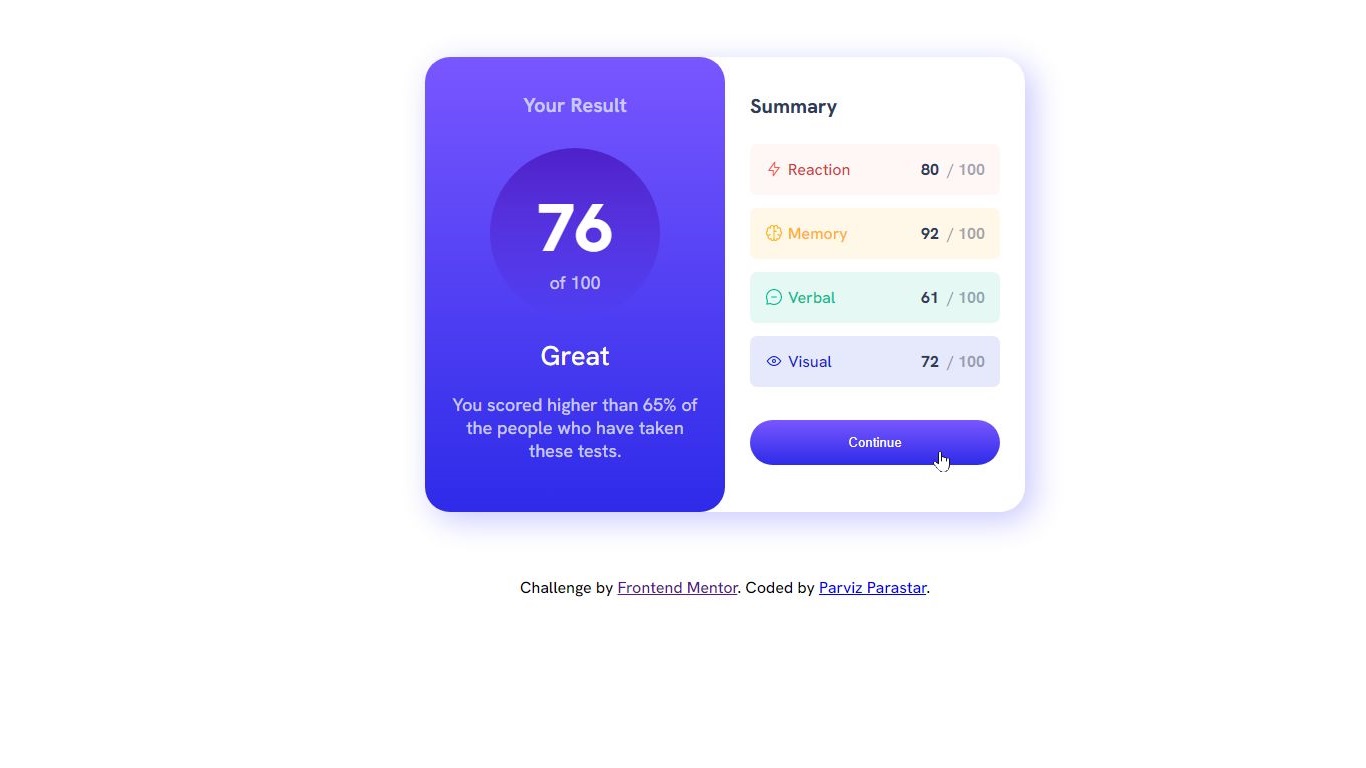 Your Result
76
of 100
Great
You scored higher than 65% of
the people who have taken
these tests.
Summary
Reaction 80 / 100
Memory 92 / 100
Verbal 61 / 100
Visual 72 / 100
Continue
Challenge by Frontend Mentor. Coded by Parviz Parastar.